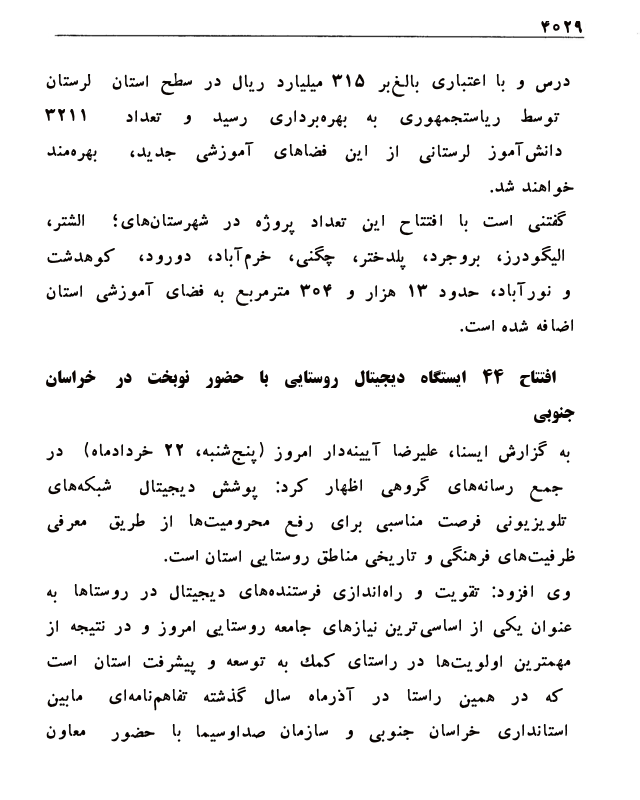 ۴۰۲۹
درس و با اعتباری بالغ‌بر ۳۱۵ میلیارد ریال در سطح استان لرستان
توسط ریاستجمهوری به بهره‌برداری رسید و تعداد ۳۲۱۱
دانش‌آموز لرستانی از این فضاهای آموزشی جدید، بهره‌مند
خواهند شد.
گفتنی است با افتتاح این تعداد پروژه در شهرستان‌های؛ الشتر،
الیگودرز، بروجرد، پلدختر، چگنی، خرم‌آباد، دورود، کوهدشت
و نورآباد، حدود ۱۳ هزار و ۳۰۴ مترمربع به فضای آموزشی استان
اضافه شده است.
افتتاح ۴۴ ایستگاه دیجیتال روستایی با حضور نوبخت در خراسان
جنوبی
به گزارش ایسنا، علیرضا آیینه‌دار امروز (پنج‌شنبه، ۲۲ خردادماه) در
جمع رسانه‌های گروهی اظهار کرد: پوشش دیجیتال شبکه‌های
تلویزیونی فرصت مناسبی برای رفع محرومیت‌ها از طریق معرفی
ظرفیت‌های فرهنگی و تاریخی مناطق روستایی استان است.
وی افزود: تقویت و راه‌اندازی فرستنده‌های دیجیتال در روستاها به
عنوان یکی از اساسی‌ترین نیازهای جامعه روستایی امروز و در نتیجه از
مهمترین اولویت‌ها در راستای کمك به توسعه و پیشرفت استان است
که در همین راستا در آذرماه سال گذشته تفاهم‌نامه‌ای مابین
استانداری خراسان جنوبی و سازمان صداوسیما با حضور معاون